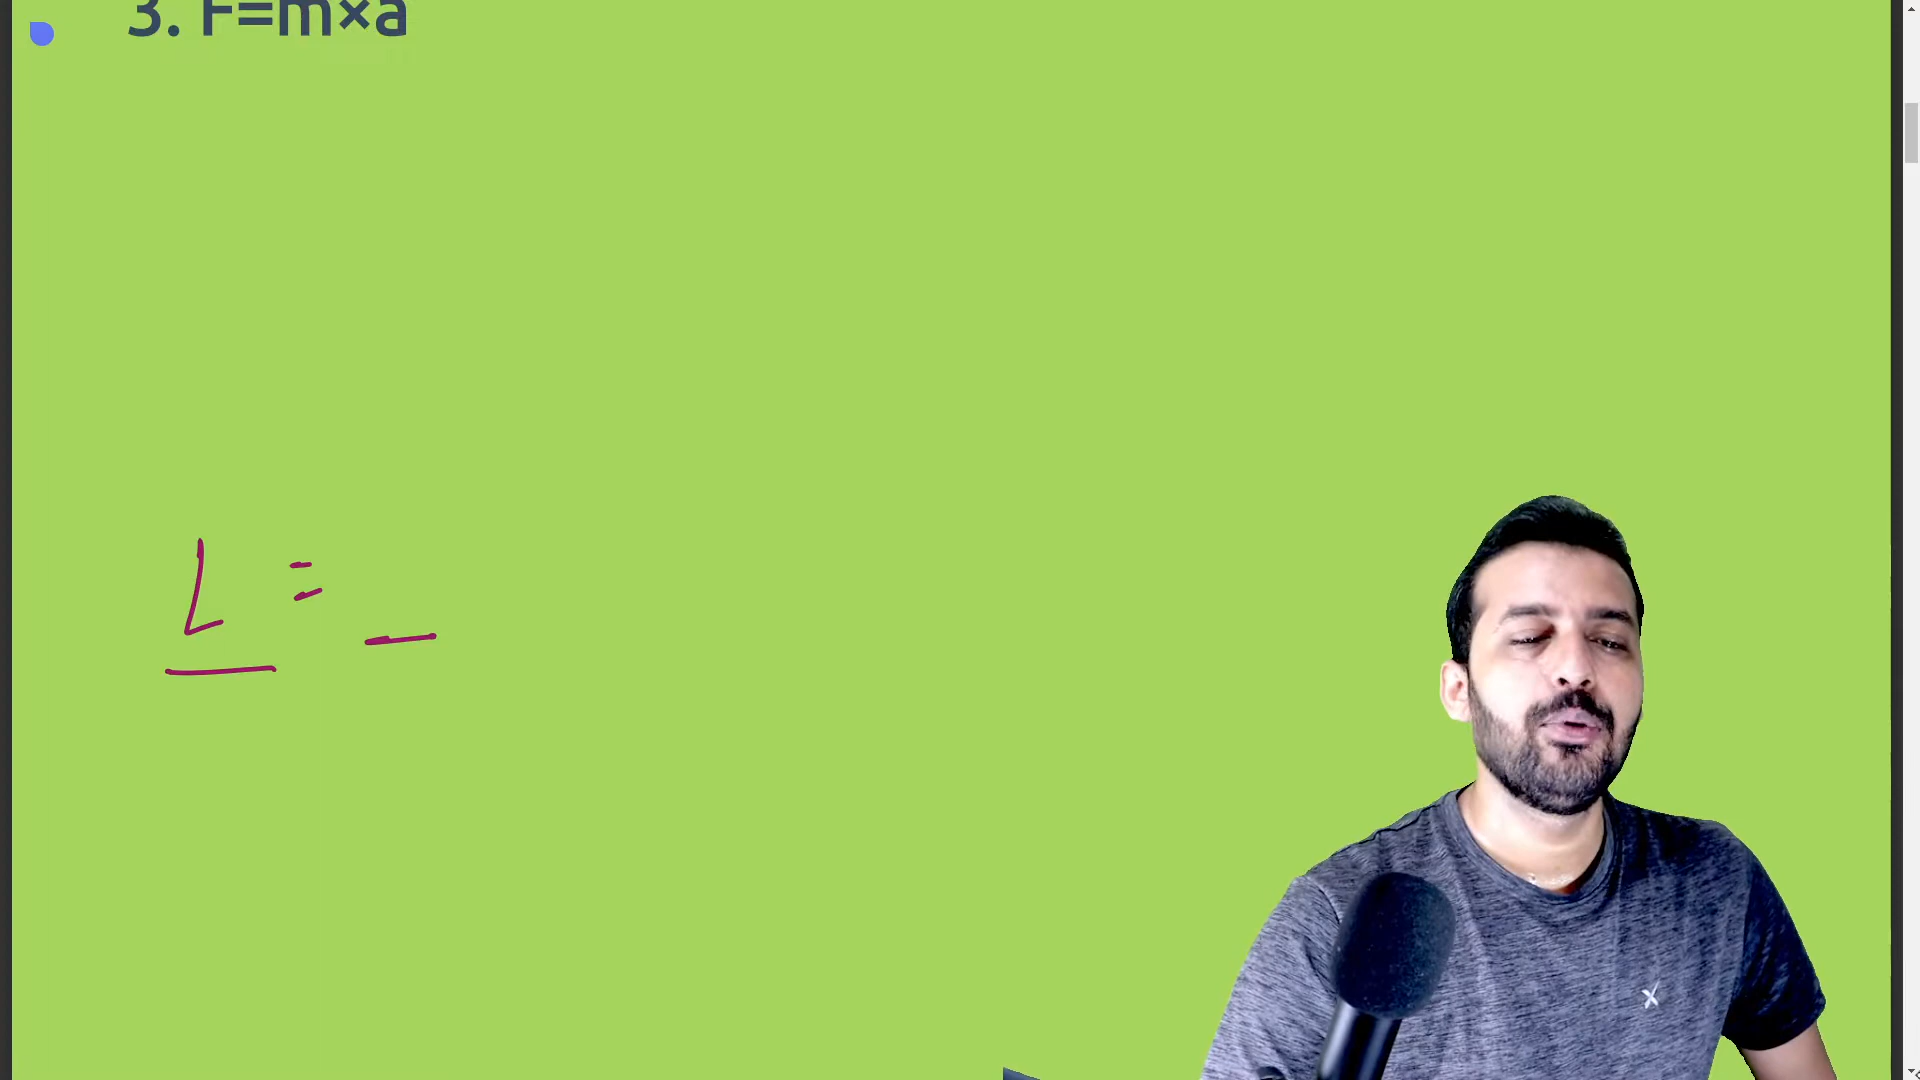 3. F=m×a
L =